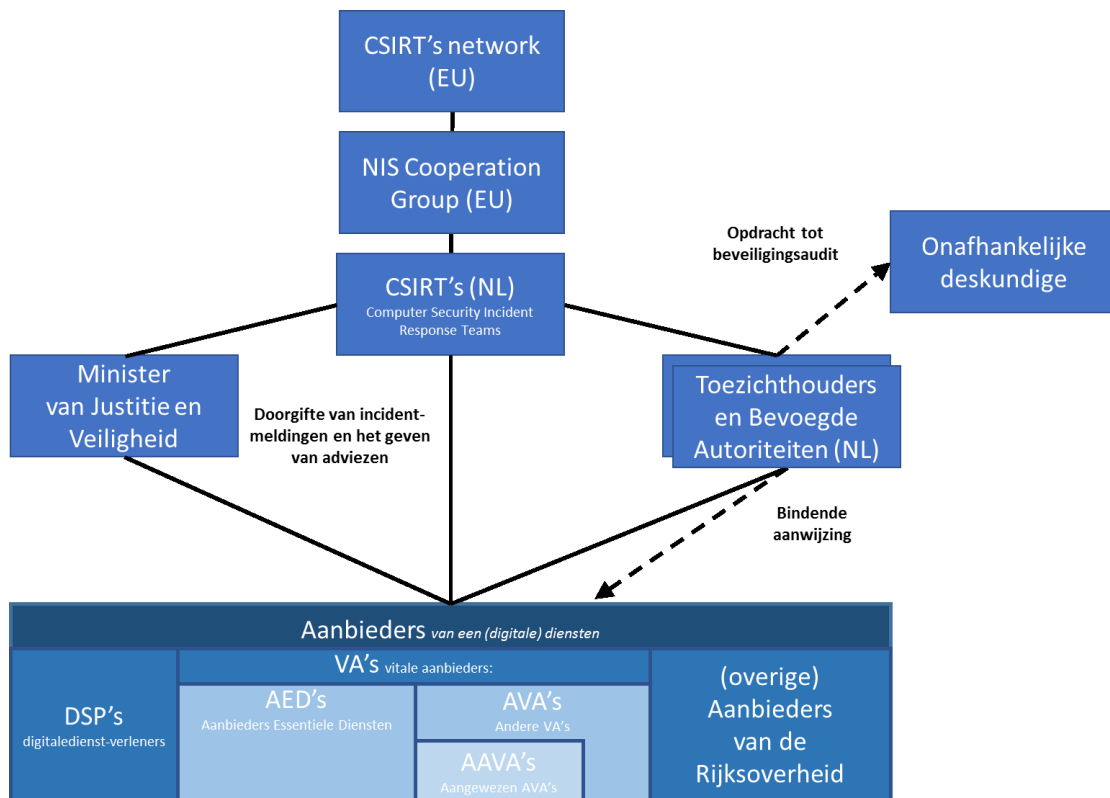 CSIRT's network
(EU)
NIS Cooperation
Group (EU)
CSIRT's (NL)
Computer Security Incident
Response Teams
Opdracht tot
beveiligingsaudit
Onafhankelijke
deskundige
Minister
van Justitie en
Veiligheid
Doorgifte van incident-
meldingen en het geven
van adviezen
Toezichthouders
en Bevoegde
Autoriteiten (NL)
Bindende
aanwijzing
Aanbieders van een (digitale) diensten
DSP's
digitaledienst-verleners
VA's vitale aanbieders:
AED's
Aanbieders Essentiele Diensten
AVA's
Andere VA's
AAVA's
Aangewezen AVA's
(overige)
Aanbieders
van de
Rijksoverheid